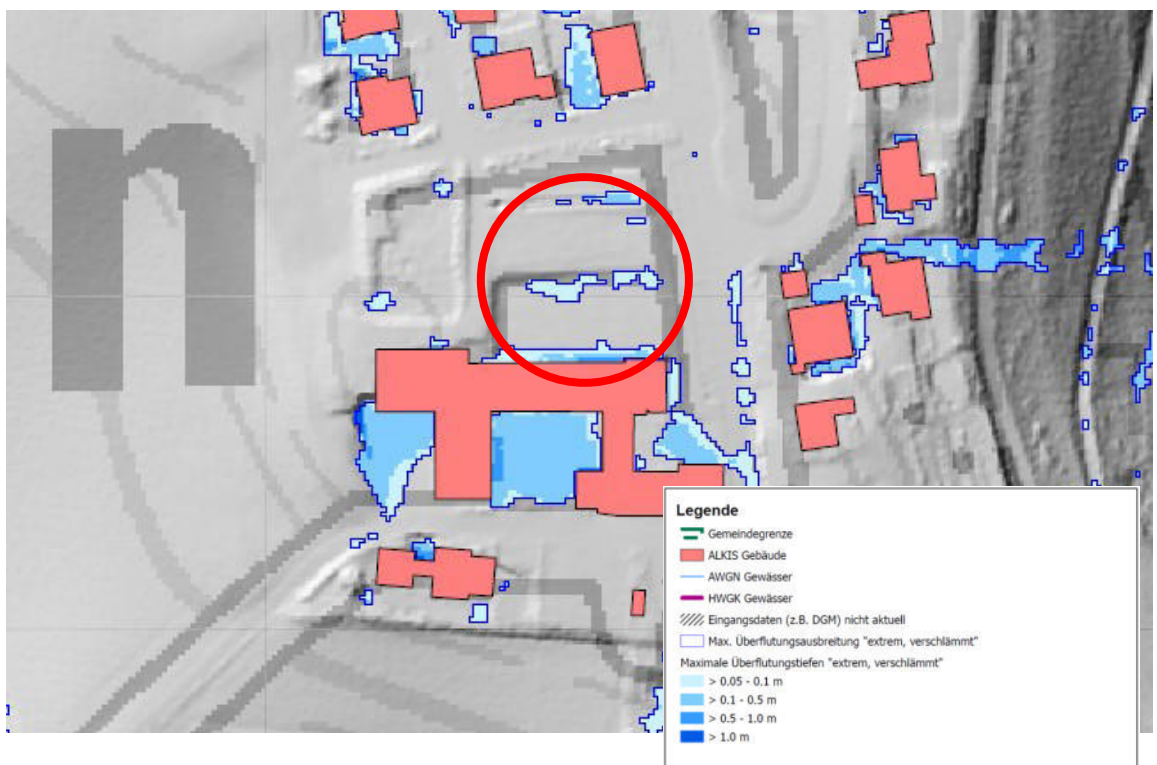 n
Legende
Gemeindegrenze
ALKIS Gebäude
AWGN Gewässer
HWGK Gewässer
Eingangsdaten (z.B. DGM) nicht aktuell
Max. Überflutungsausbreitung "extrem, verschlämmt"
Maximale Überflutungstiefen "extrem, verschlämmt"
> 0.05 - 0.1 m
> 0.1 - 0.5 m
> 0.5 - 1.0 m
> 1.0 m